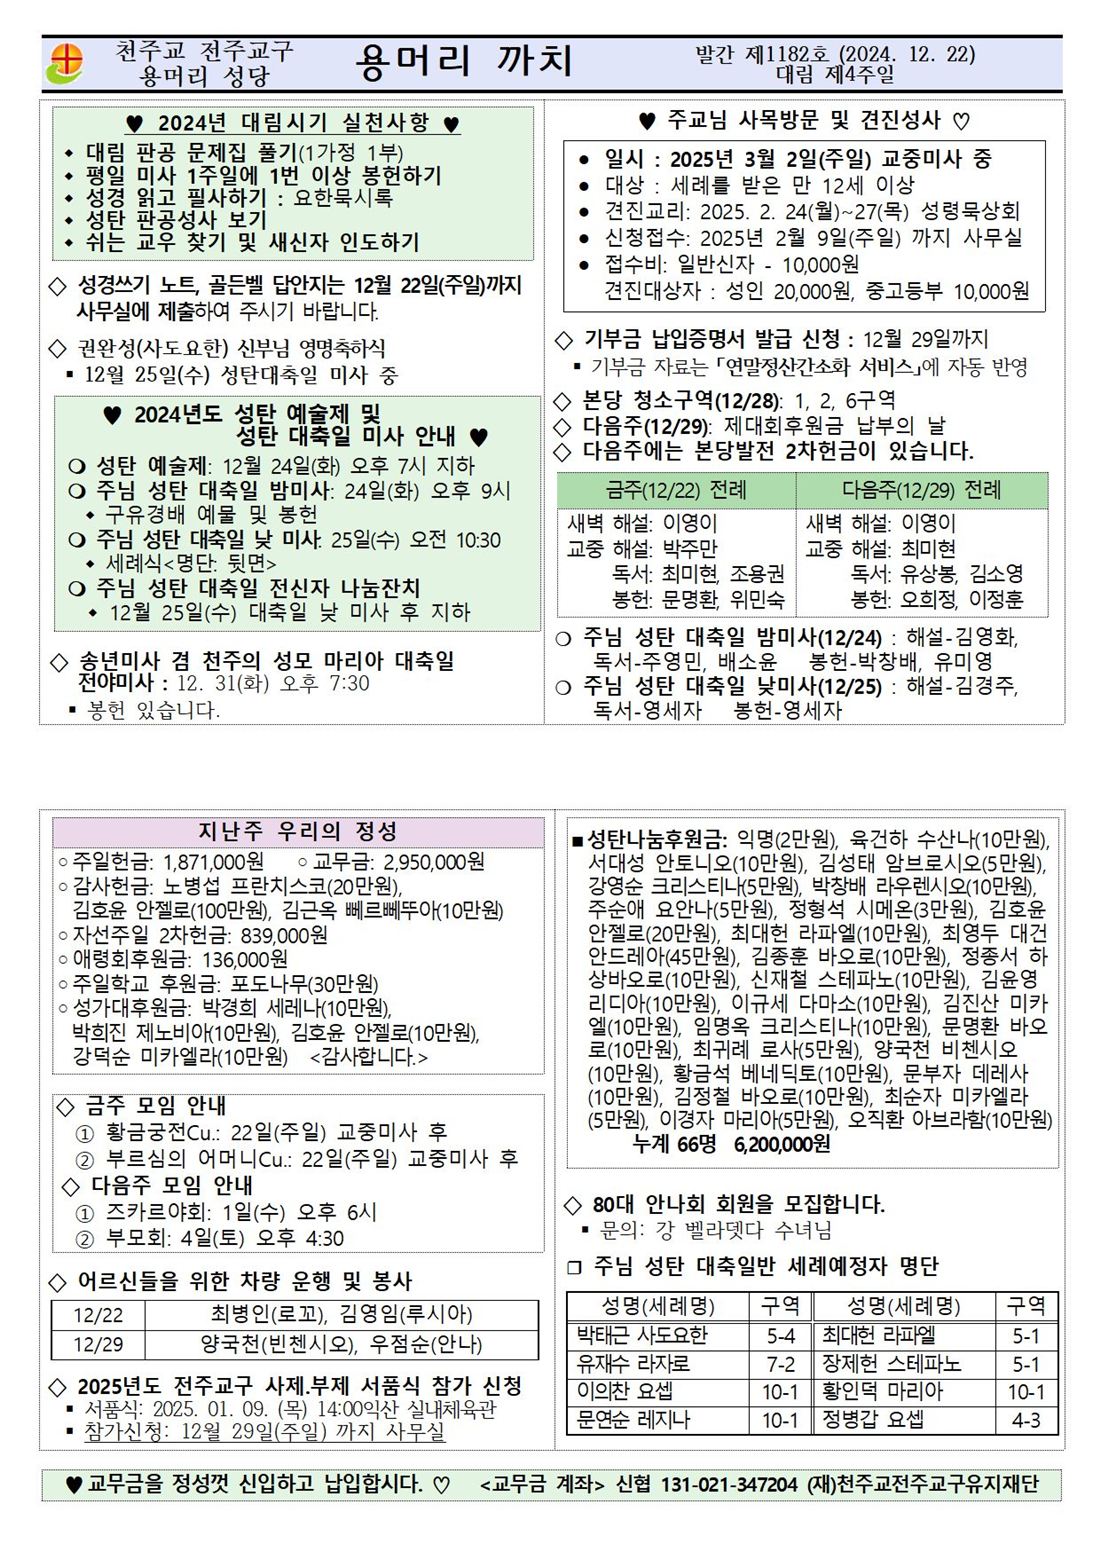 천주교 전주교구
용머리 성당
용머리 까치
발간 제1182호 (2024. 12. 22)
대림 제4주일
♥ 2024년 대림시기 실천사항 ♥
◆ 대림 판공 문제집 풀기(1가정 1부)
◆ 평일 미사 1주일에 1번 이상 봉헌하기
◆ 성경 읽고 필사하기 : 요한묵시록
◆ 성탄 판공성사 보기
◆ 쉬는 교우 찾기 및 새신자 인도하기
◇ 성경쓰기 노트, 골든벨 답안지는 12월 22일(주일)까지
사무실에 제출하여 주시기 바랍니다.
◇ 권완성(사도요한) 신부님 영명축하식
▪ 12월 25일(수) 성탄대축일 미사 중
♥ 2024년도 성탄 예술제 및
성탄 대축일 미사 안내 ♥
❍ 성탄 예술제: 12월 24일(화) 오후 7시 지하
❍ 주님 성탄 대축일 밤미사: 24일(화) 오후 9시
◆ 구유경배 예물 및 봉헌
❍ 주님 성탄 대축일 낮 미사: 25일(수) 오전 10:30
◆ 세례식<명단: 뒷면>
❍ 주님 성탄 대축일 전신자 나눔잔치
◆ 12월 25일(수) 대축일 낮 미사 후 지하
◇ 송년미사 겸 천주의 성모 마리아 대축일
전야미사 : 12. 31(화) 오후 7:30
▪ 봉헌 있습니다.
♥ 주교님 사목방문 및 견진성사 ♡
● 일시 : 2025년 3월 2일(주일) 교중미사 중
● 대상 : 세례를 받은 만 12세 이상
● 견진교리: 2025. 2. 24(월)~27(목) 성령묵상회
● 신청접수: 2025년 2월 9일(주일) 까지 사무실
● 접수비: 일반신자 - 10,000원
견진대상자 : 성인 20,000원, 중고등부 10,000원
◇ 기부금 납입증명서 발급 신청 : 12월 29일까지
▪ 기부금 자료는 「연말정산간소화 서비스」에 자동 반영
◇ 본당 청소구역(12/28): 1, 2, 6구역
◇ 다음주(12/29): 제대회후원금 납부의 날
◇ 다음주에는 본당발전 2차헌금이 있습니다.
금주(12/22) 전례 다음주(12/29) 전례
새벽 해설: 이영이 새벽 해설: 이영이
교중 해설: 박주만 교중 해설: 최미현
독서: 최미현, 조용권 독서: 유상봉, 김소영
봉헌: 문명환, 위민숙 봉헌: 오희정, 이정훈
❍ 주님 성탄 대축일 밤미사(12/24) : 해설-김영화,
독서-주영민, 배소윤 봉헌-박창배, 유미영
❍ 주님 성탄 대축일 낮미사(12/25) : 해설-김경주,
독서-영세자 봉헌-영세자
지난주 우리의 정성
○ 주일헌금: 1,871,000원 ○ 교무금: 2,950,000원
○ 감사헌금: 노병섭 프란치스코(20만원),
김호윤 안젤로(100만원), 김근옥 뻬르뻬뚜아(10만원)
○ 자선주일 2차헌금: 839,000원
○ 애령회후원금: 136,000원
○ 주일학교 후원금: 포도나무(30만원)
○ 성가대후원금: 박경희 세레나(10만원),
박희진 제노비아(10만원), 김호윤 안젤로(10만원),
강덕순 미카엘라(10만원) <감사합니다.>
◇ 금주 모임 안내
① 황금궁전Cu.: 22일(주일) 교중미사 후
② 부르심의 어머니Cu.: 22일(주일) 교중미사 후
◇ 다음주 모임 안내
① 즈카르야회: 1일(수) 오후 6시
② 부모회: 4일(토) 오후 4:30
◇ 어르신들을 위한 차량 운행 및 봉사
12/22 최병인(로꼬), 김영임(루시아)
12/29 양국천(빈첸시오), 우점순(안나)
◇ 2025년도 전주교구 사제.부제 서품식 참가 신청
▪ 서품식: 2025. 01. 09. (목) 14:00익산 실내체육관
▪ 참가신청: 12월 29일(주일) 까지 사무실
■ 성탄나눔후원금: 익명(2만원), 육건하 수산나(10만원),
서대성 안토니오(10만원), 김성태 암브로시오(5만원),
강영순 크리스티나(5만원), 박창배 라우렌시오(10만원),
주순애 요안나(5만원), 정형석 시메온(3만원), 김호윤
안젤로(20만원), 최대헌 라파엘(10만원), 최영두 대건
안드레아(45만원), 김종훈 바오로(10만원), 정종서 하
상바오로(10만원), 신재철 스테파노(10만원), 김윤영
리디아(10만원), 이규세 다마소(10만원), 김진산 미카
엘(10만원), 임명옥 크리스티나(10만원), 문명환 바오
로(10만원), 최귀례 로사(5만원), 양국천 비첸시오
(10만원), 황금석 베네딕토(10만원), 문부자 데레사
(10만원), 김정철 바오로(10만원), 최순자 미카엘라
(5만원), 이경자 마리아(5만원), 오직환 아브라함(10만원)
누계 66명 6,200,000원
◇ 80대 안나회 회원을 모집합니다.
▪ 문의: 강 벨라뎃다 수녀님
❒ 주님 성탄 대축일반 세례예정자 명단
성명(세례명) 구역 성명(세례명) 구역
박태근 사도요한 5-4 최대헌 라파엘 5-1
유재수 라자로 7-2 장제헌 스테파노 5-1
이의찬 요셉 10-1 황인덕 마리아 10-1
문연순 레지나 10-1 정병갑 요셉 4-3
♥ 교무금을 정성껏 신입하고 납입합시다. ♡ <교무금 계좌> 신협 131-021-347204 (재)천주교전주교구유지재단